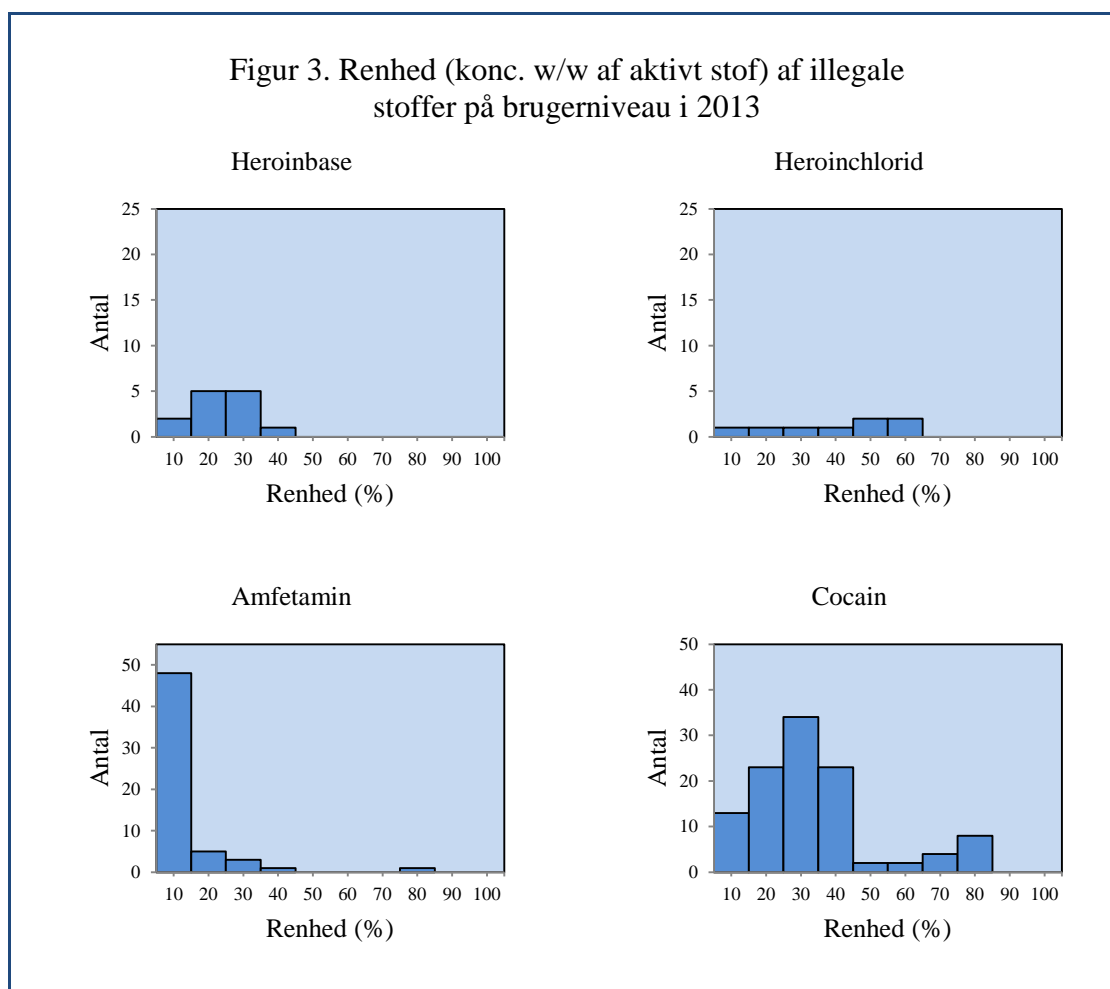 Figur 3. Renhed (konc. w/w af aktivt stof) af illegale
stoffer på brugerniveau i 2013
Heroinbase
25
20
15
10
5
0
Antal
10 20 30 40 50 60 70 80 90 100
Renhed (%)
Heroinchlorid
25
20
15
10
5
0
Antal
10 20 30 40 50 60 70 80 90 100
Renhed (%)
Amfetamin
50
40
30
20
10
0
Antal
10 20 30 40 50 60 70 80 90 100
Renhed (%)
Cocain
50
40
30
20
10
0
Antal
10 20 30 40 50 60 70 80 90 100
Renhed (%)